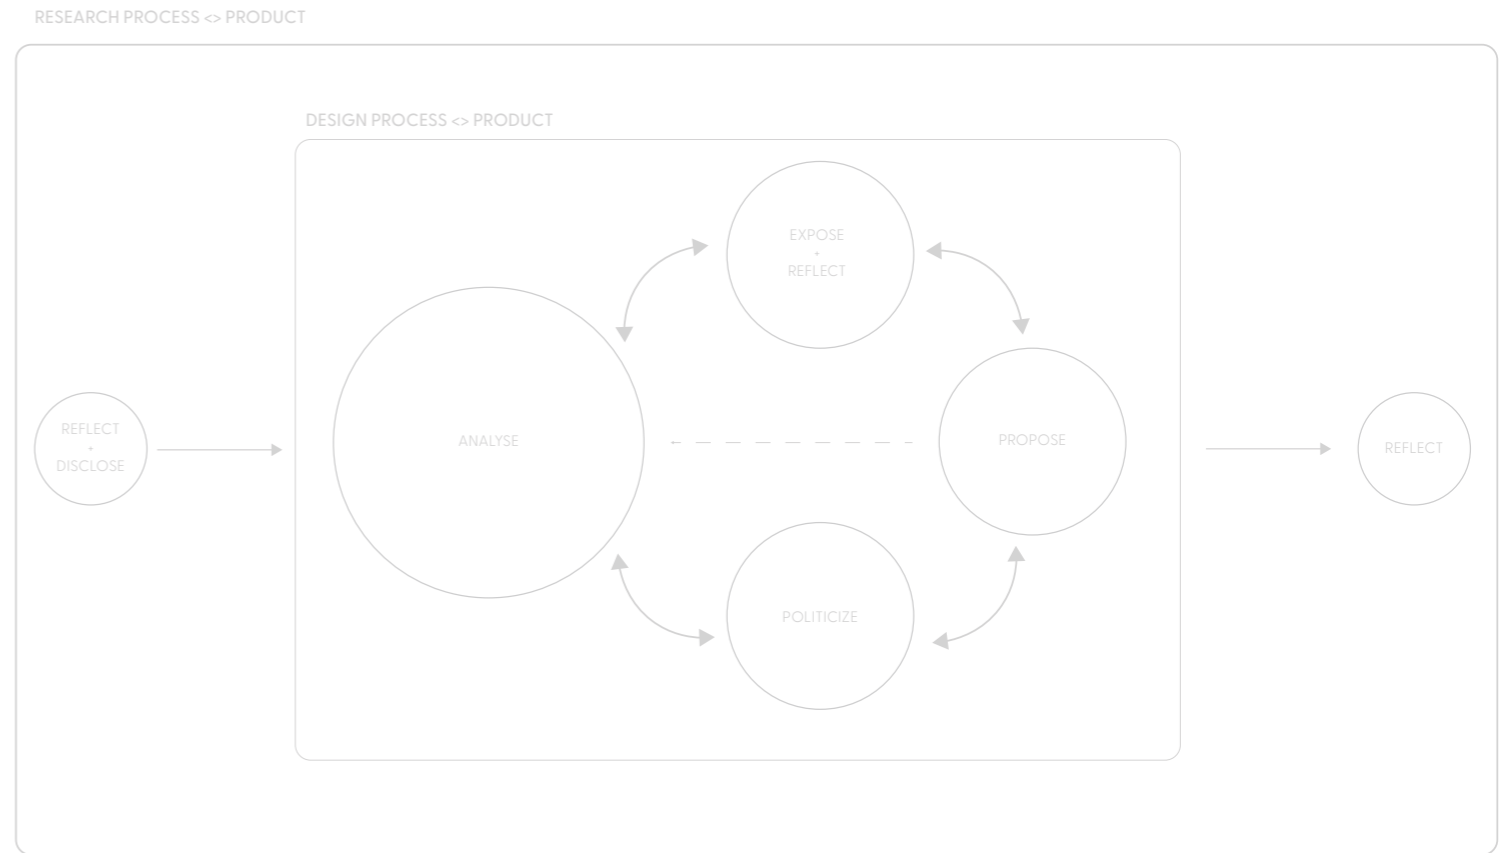 RESEARCH PROCESS <> PRODUCT
DESIGN PROCESS <> PRODUCT
EXPOSE
+
REFLECT
REFLECT
+
DISCLOSE
ANALYSE
PROPOSE
REFLECT
POLITICIZE